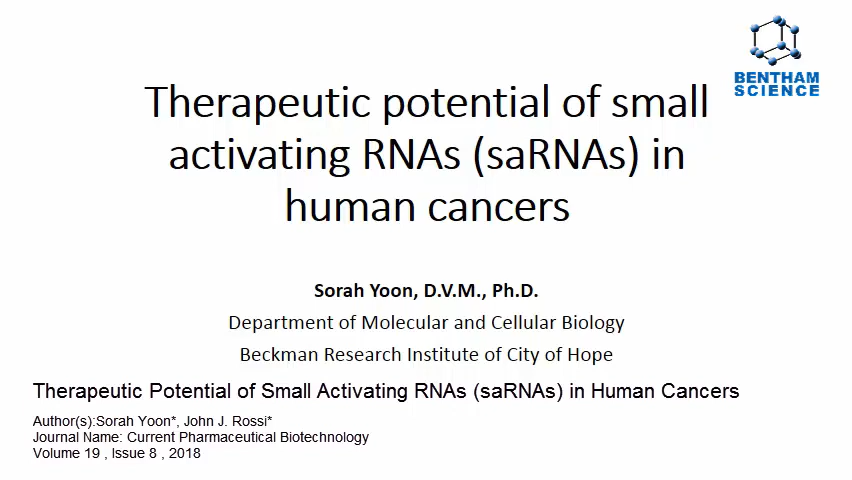 BENTHAM
SCIENCE
Therapeutic potential of small
activating RNAs (saRNAs) in
human cancers
Sorah Yoon, D.V.M., Ph.D.
Department of Molecular and Cellular Biology
Beckman Research Institute of City of Hope
Therapeutic Potential of Small Activating RNAs (saRNAs) in Human Cancers
Author(s):Sorah Yoon*, John J. Rossi*
Journal Name: Current Pharmaceutical Biotechnology
Volume 19 , Issue 8 , 2018